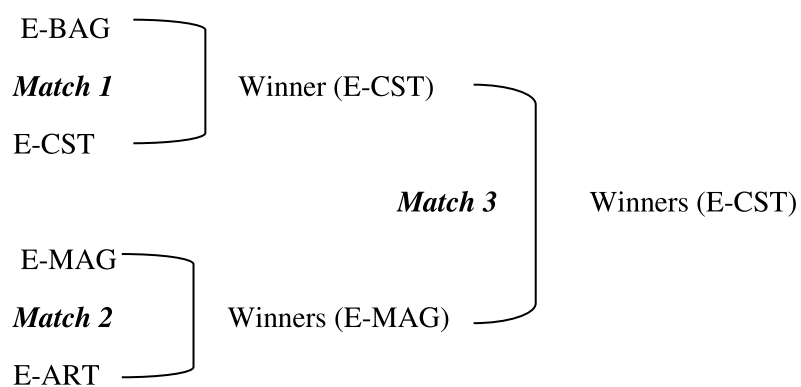 E-BAG
Match 1
Winner (E-CST)
E-CST
Match 3
Winners (E-CST)
E-MAG
Match 2
Winners (E-MAG)
E-ART